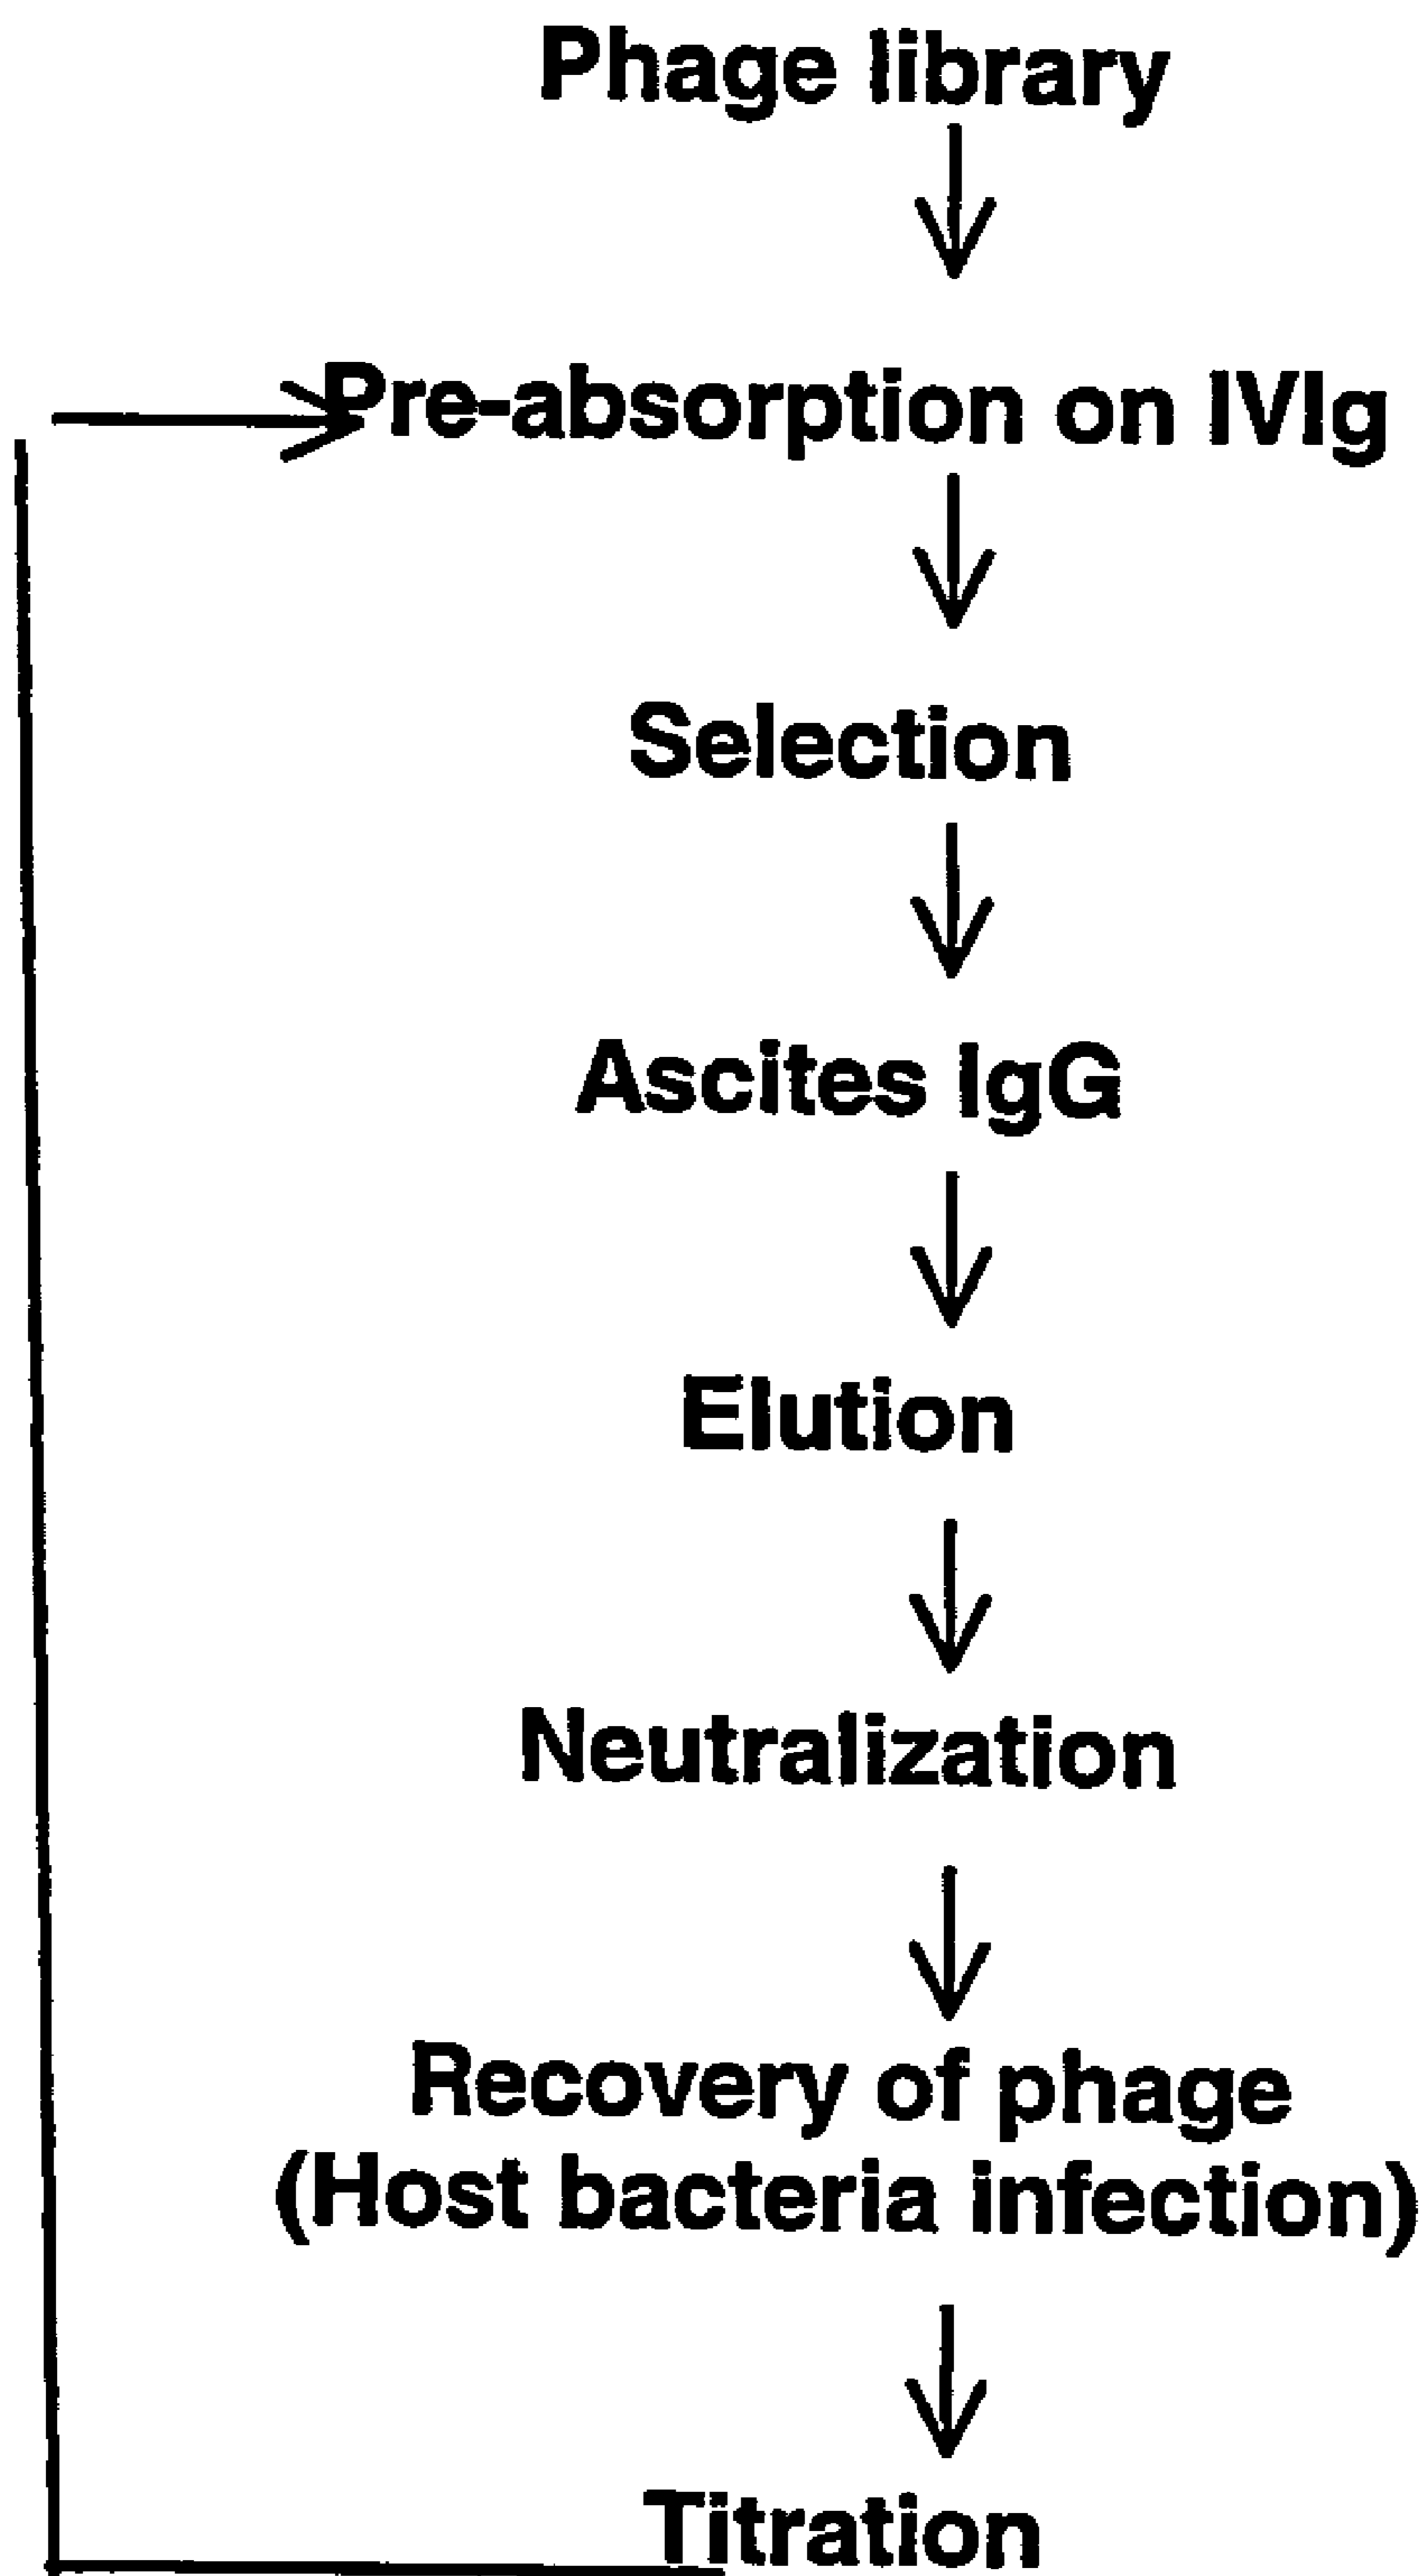 Phage library
Pre-absorption on IVIg
Selection
Ascites IgG
Elution
Neutralization
Recovery of phage
(Host bacteria infection)
Titration